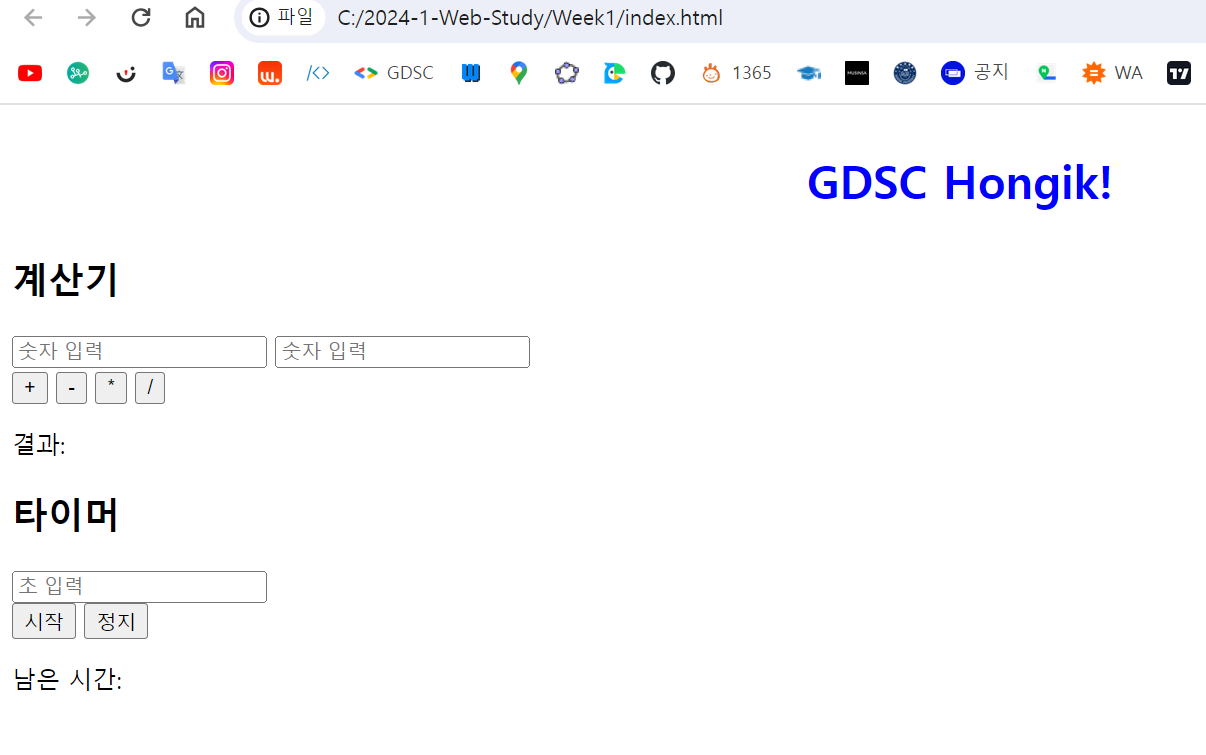 파일 C:/2024-1-Web-Study/Week1/index.html
GDSC 1365 공지 WA
GDSC Hongik!
계산기
숫자 입력 숫자 입력
+ - * /
결과:
타이머
초 입력
시작 정지
남은 시간: